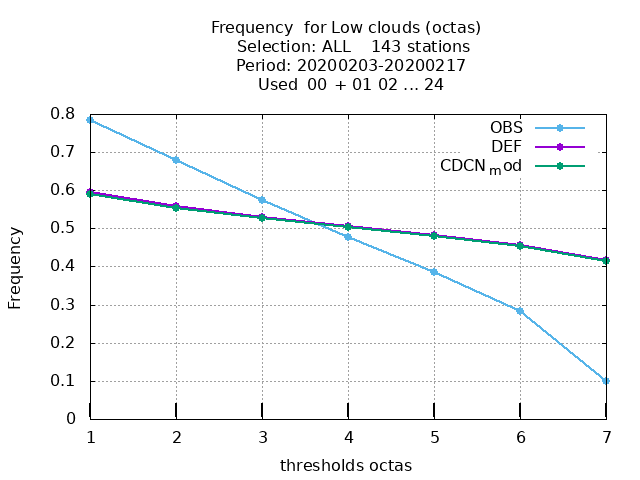 Frequency  for Low clouds (octas)
Selection: ALL    143 stations
Period: 20200203-20200217
Used  00  + 01 02 ... 24
OBS
DEF
CDCN_mod
Frequency
0.8
0.7
0.6
0.5
0.4
0.3
0.2
0.1
0
1 2 3 4 5 6 7
thresholds octas